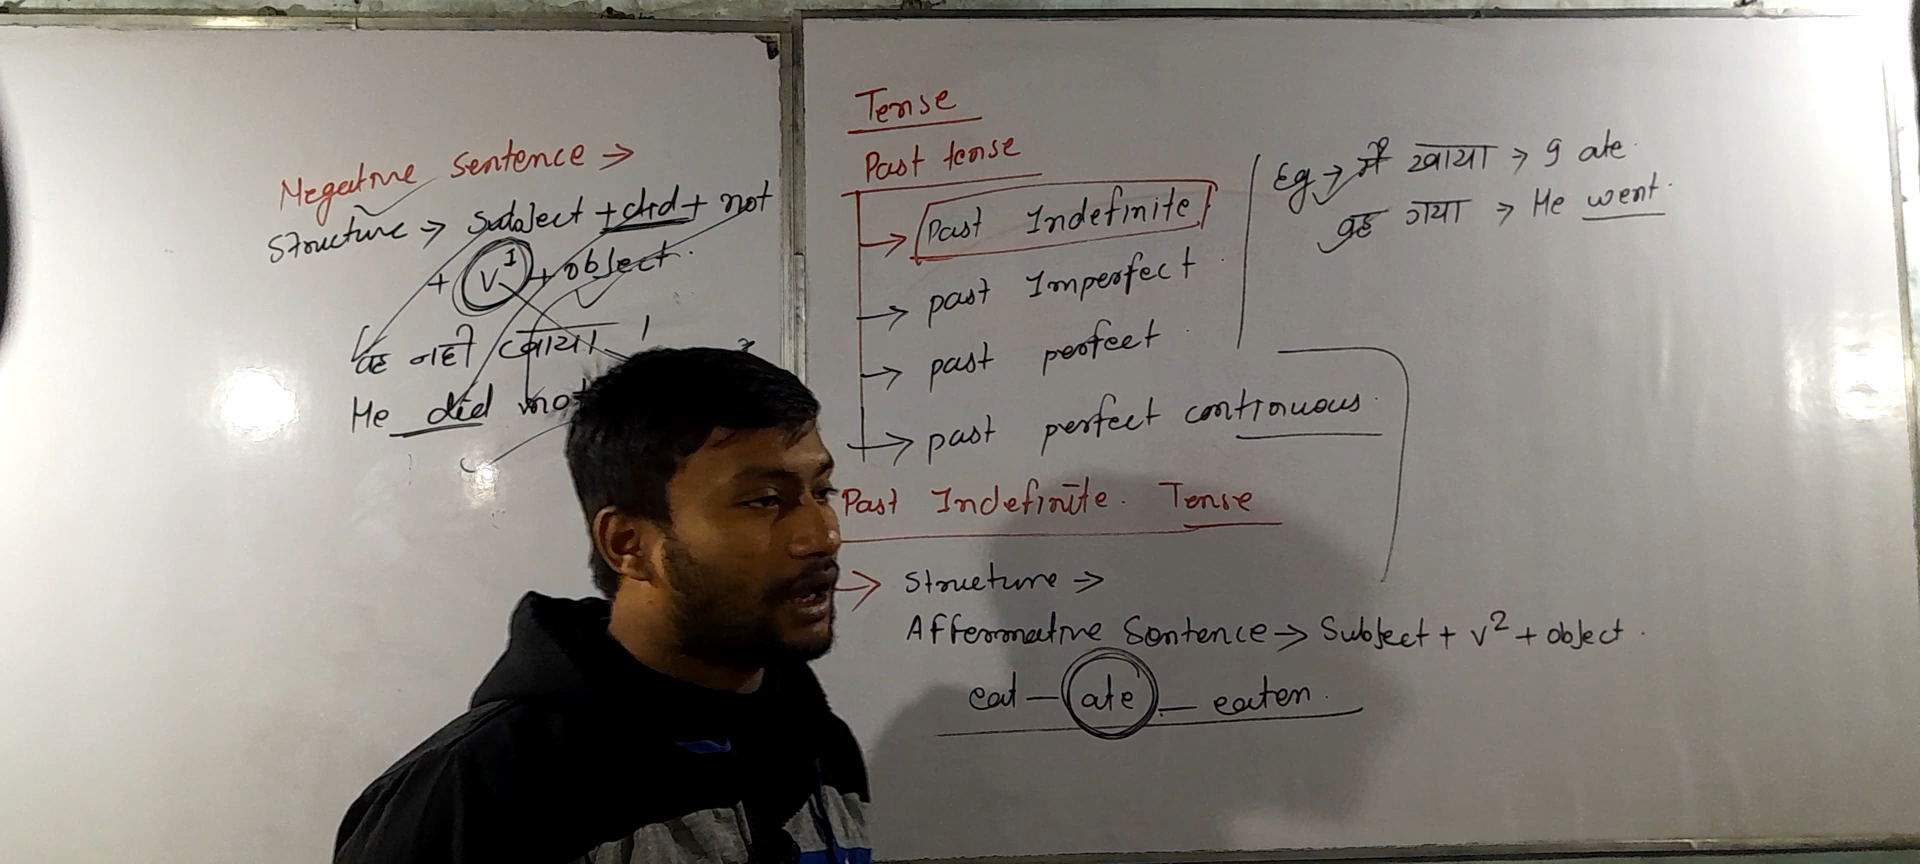 Negative Sentence →
Structure → Subject + did + not
+ V¹ + object.
वह नही खाया ।
He did not
Tense
Past tense
→ Past Indefinite
→ past Imperfect
→ past perfect
→ past perfect continuous.
Eg → मैं खाया → I ate.
वह गया → He went.
Past Indefinite Tense
→ Structure →
Affermative Sentence → Subject + v² + object.
eat — ate — eaten.